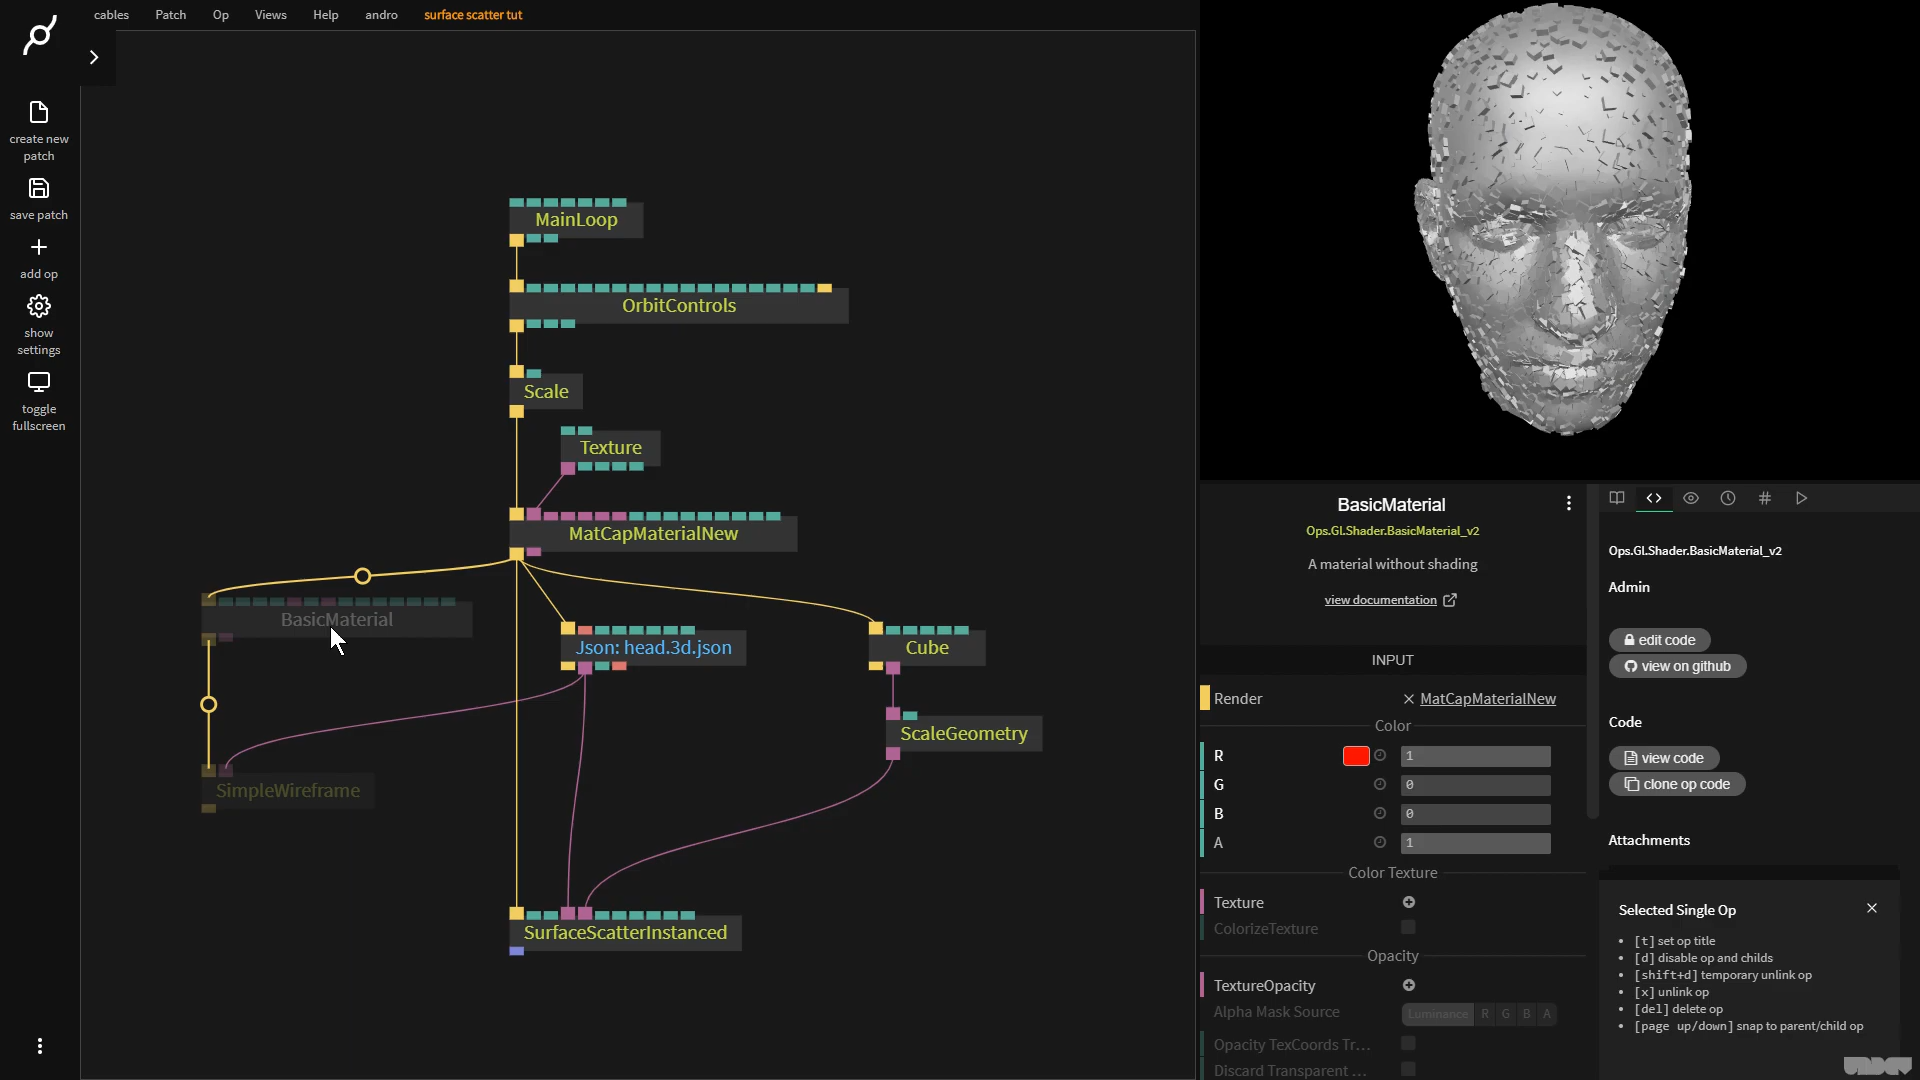 cables Patch Op Views Help andro surface scatter tut
create new
patch
save patch
add op
show
settings
toggle
fullscreen
MainLoop
OrbitControls
Scale
Texture
MatCapMaterialNew
BasicMaterial
Json: head.3d.json
Cube
ScaleGeometry
SimpleWireframe
SurfaceScatterInstanced
BasicMaterial
Ops.Gl.Shader.BasicMaterial_v2
A material without shading
view documentation
INPUT
Render MatCapMaterialNew
Color
R 1
G 0
B 0
A 1
Color Texture
Texture
ColorizeTexture
Opacity
TextureOpacity
Alpha Mask Source Luminance R G B A
Opacity TexCoords Tr...
Discard Transparent ...
Ops.Gl.Shader.BasicMaterial_v2
Admin
edit code
view on github
Code
view code
clone op code
Attachments
Selected Single Op
[t] set op title
[d] disable op and childs
[shift+d] temporary unlink op
[x] unlink op
[del] delete op
[page up/down] snap to parent/child op